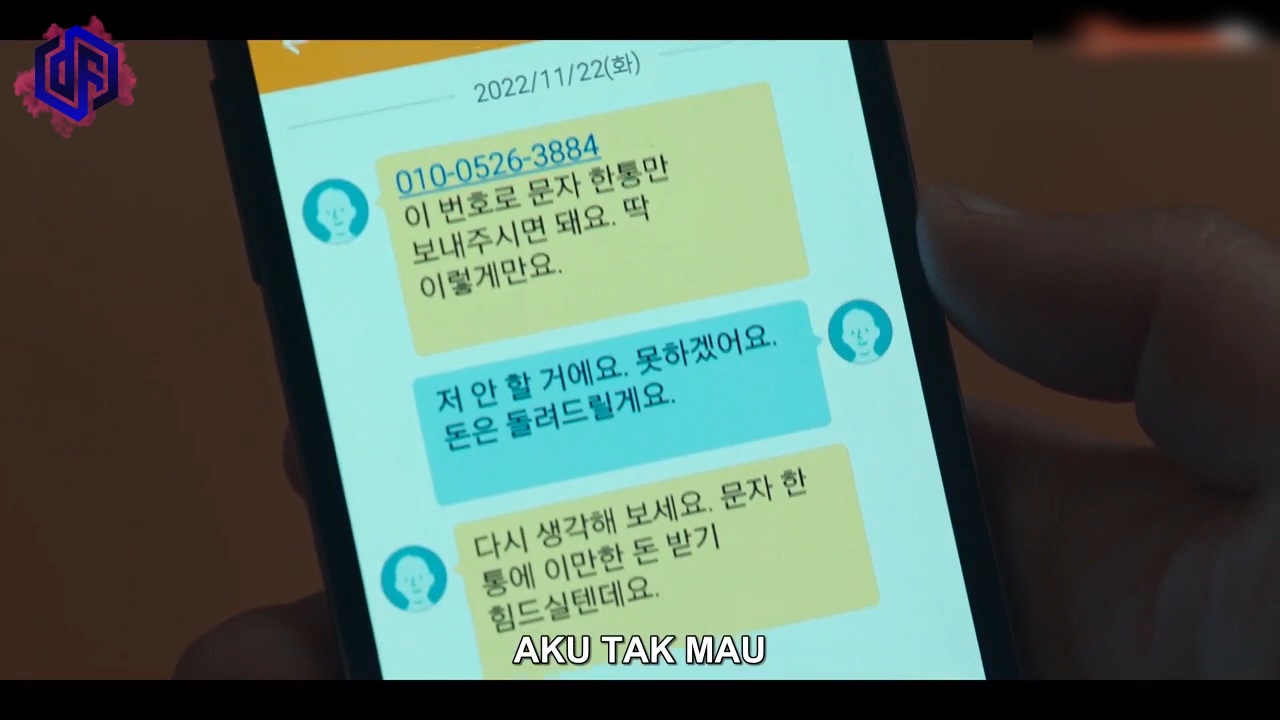 2022/11/22(화)
010-0526-3884
이 번호로 문자 한통만
보내주시면 돼요. 딱
이렇게만요.
저 안 할 거에요. 못하겠어요.
돈은 돌려드릴게요.
다시 생각해 보세요. 문자 한
통에 이만한 돈 받기
힘드실텐데요.
AKU TAK MAU